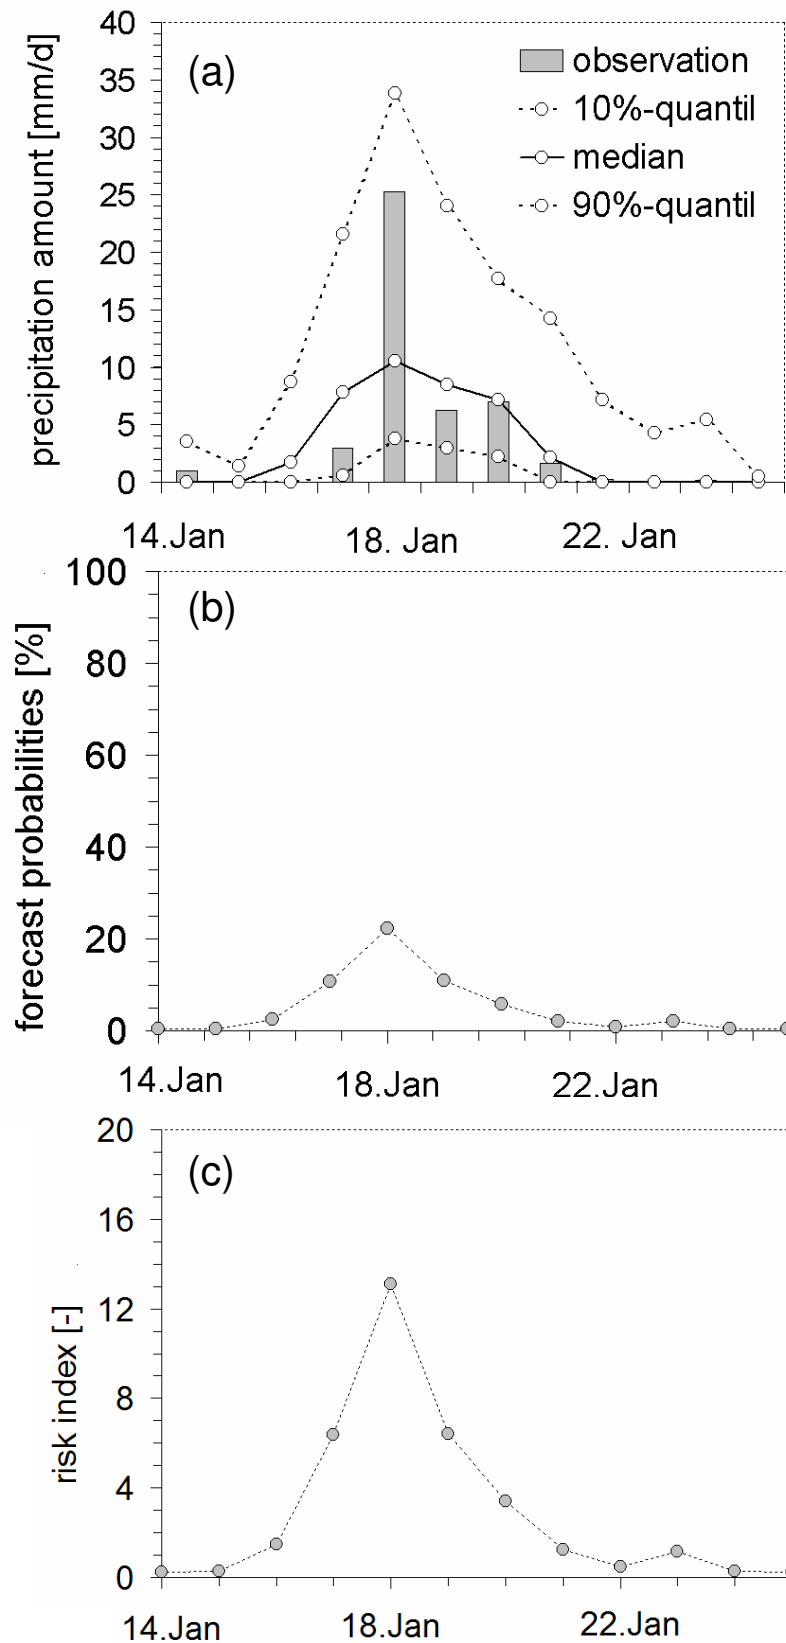 precipitation amount [mm/d]
40
35
30
25
20
15
10
5
0
(a)
observation
10%-quantil
median
90%-quantil
14.Jan
18. Jan
22. Jan
forecast probabilities [%]
100
80
60
40
20
0
(b)
14.Jan
18.Jan
22.Jan
risk index [-]
20
16
12
8
4
0
(c)
14.Jan
18.Jan
22.Jan